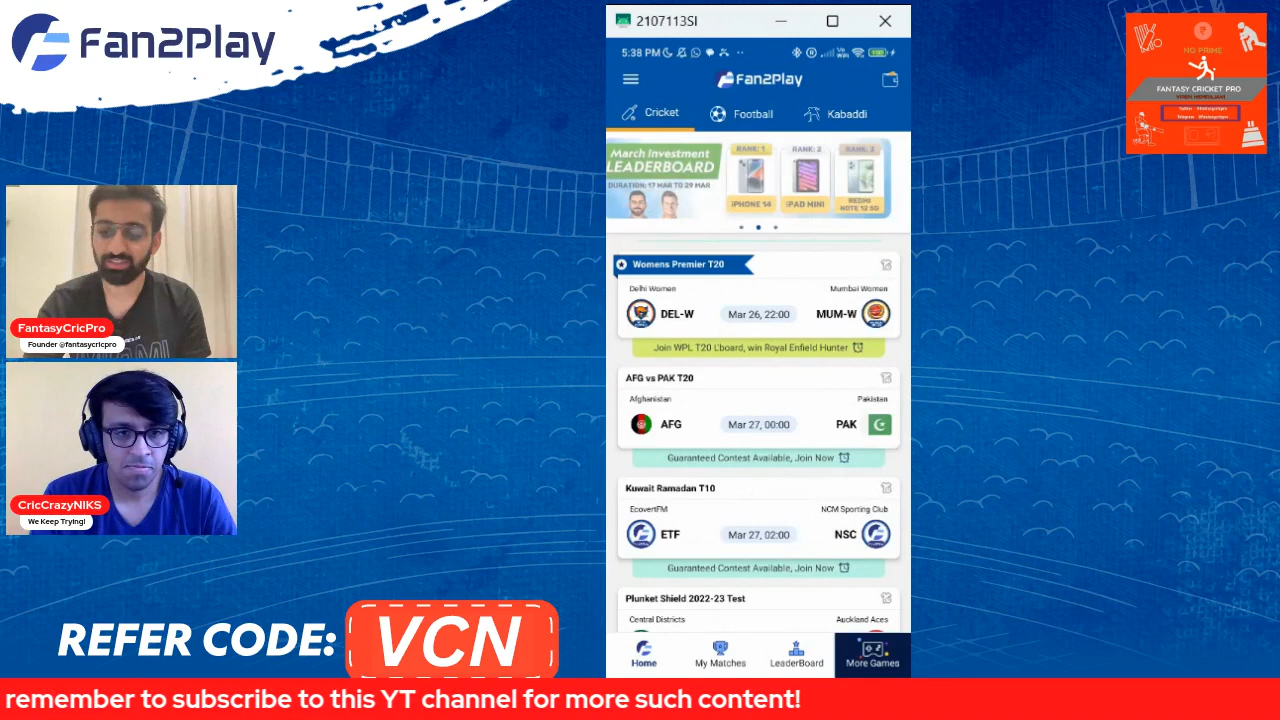 Fan2Play
FantasyCricPro
Founder @fantasycricpro
CricCrazyNIKS
We Keep Trying!
REFER CODE: VCN
remember to subscribe to this YT channel for more such content!
2107113SI
5:38 PM
Fan2Play
Cricket
Football
Kabaddi
March Investment
LEADERBOARD
DURATION: 17 MAR TO 29 MAR
RANK: 1
IPHONE 14
RANK: 2
IPAD MINI
RANK: 3
REDMI
NOTE 12 5G
Womens Premier T20
Delhi Women
Mumbai Women
DEL-W
Mar 26, 22:00
MUM-W
Join WPL T20 L'board, win Royal Enfield Hunter
AFG vs PAK T20
Afghanistan
Pakistan
AFG
Mar 27, 00:00
PAK
Guaranteed Contest Available, Join Now
Kuwait Ramadan T10
EcovertFM
NCM Sporting Club
ETF
Mar 27, 02:00
NSC
Guaranteed Contest Available, Join Now
Plunket Shield 2022-23 Test
Central Districts
Auckland Aces
Home
My Matches
LeaderBoard
More Games
NO PRIME
FANTASY CRICKET PRO